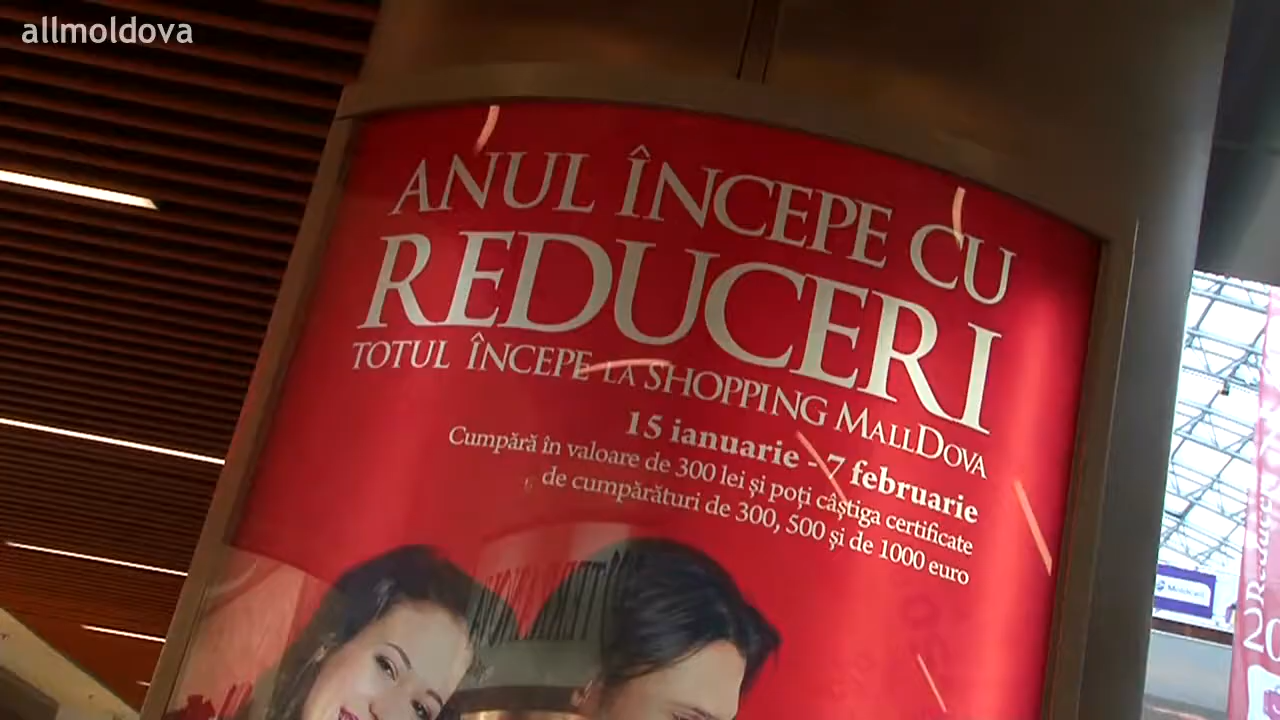 allmoldova
ANUL ÎNCEPE CU
REDUCERI
TOTUL ÎNCEPE LA SHOPPING MALLDOVA
15 ianuarie - 7 februarie
Cumpără în valoare de 300 lei și poți câștiga certificate
de cumpărături de 300, 500 și de 1000 euro